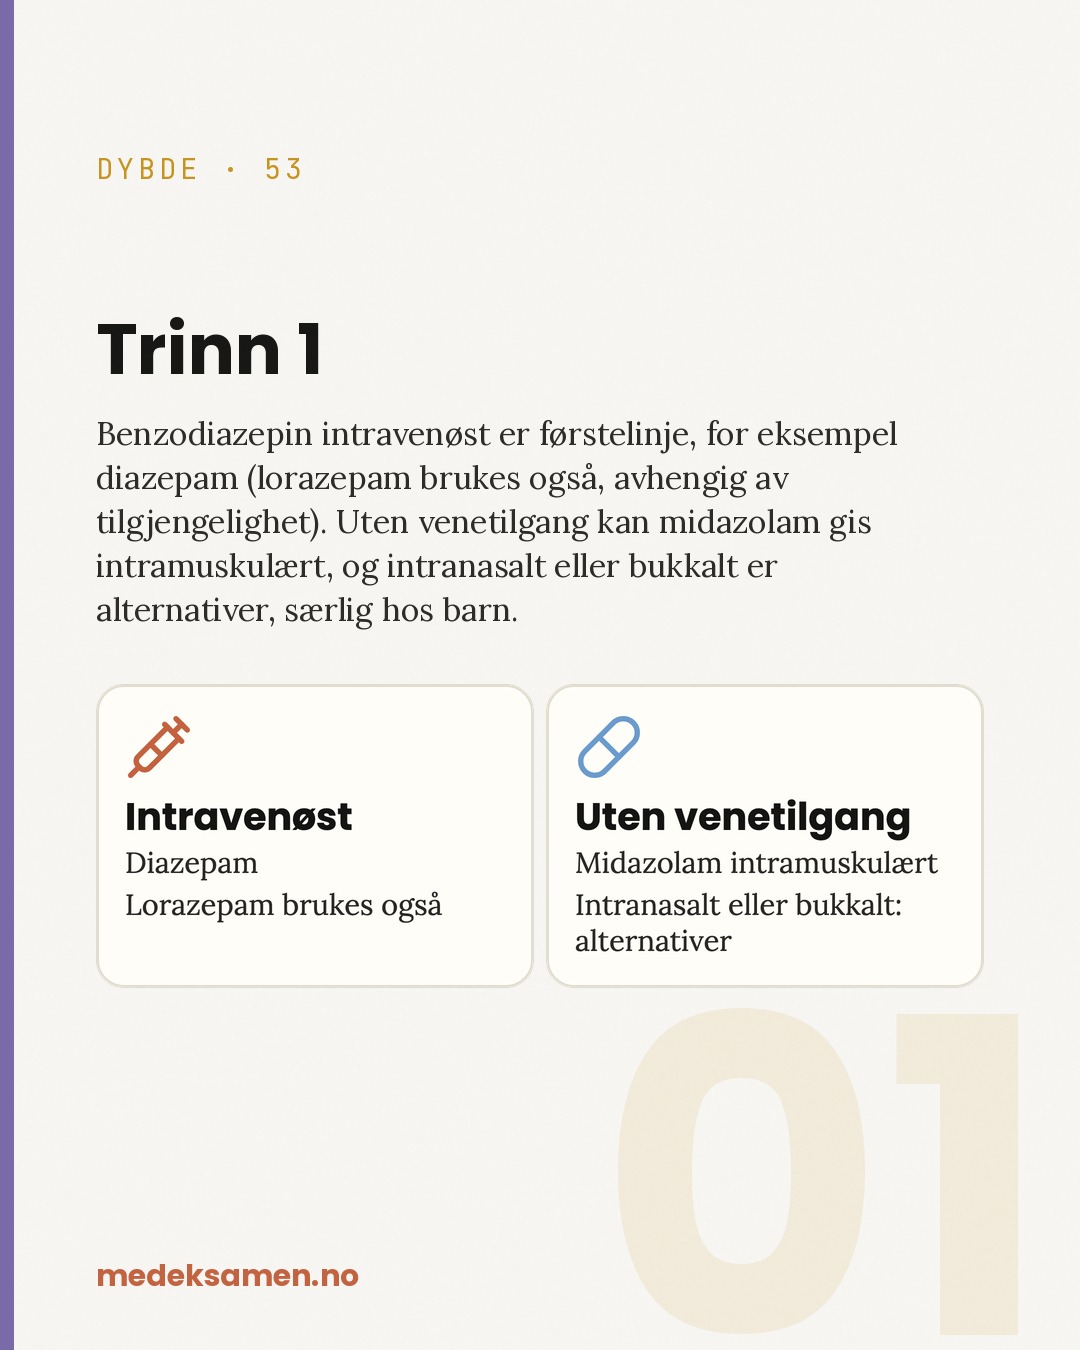 DYBDE · 53
Trinn 1
Benzodiazepin intravenøst er førstelinje, for eksempel
diazepam (lorazepam brukes også, avhengig av
tilgjengelighet). Uten venetilgang kan midazolam gis
intramuskulært, og intranasalt eller bukkalt er
alternativer, særlig hos barn.
Intravenøst
Diazepam
Lorazepam brukes også
Uten venetilgang
Midazolam intramuskulært
Intranasalt eller bukkalt:
alternativer
01
medeksamen.no